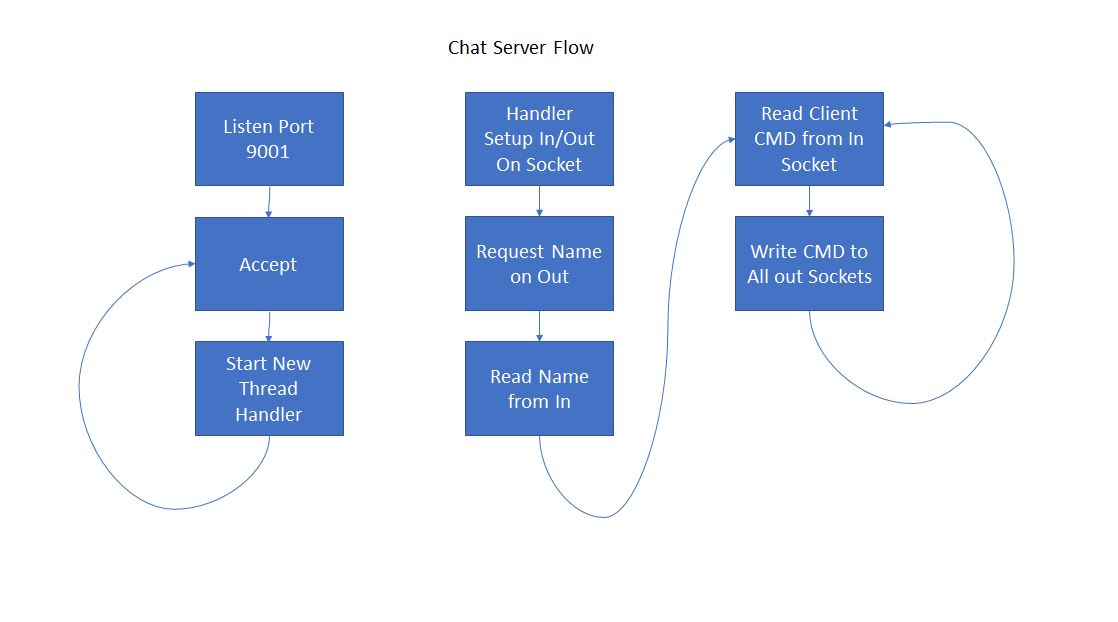 Chat Server Flow
Listen Port
9001
Accept
Start New
Thread
Handler
Handler
Setup In/Out
On Socket
Request Name
on Out
Read Name
from In
Read Client
CMD from In
Socket
Write CMD to
All out Sockets